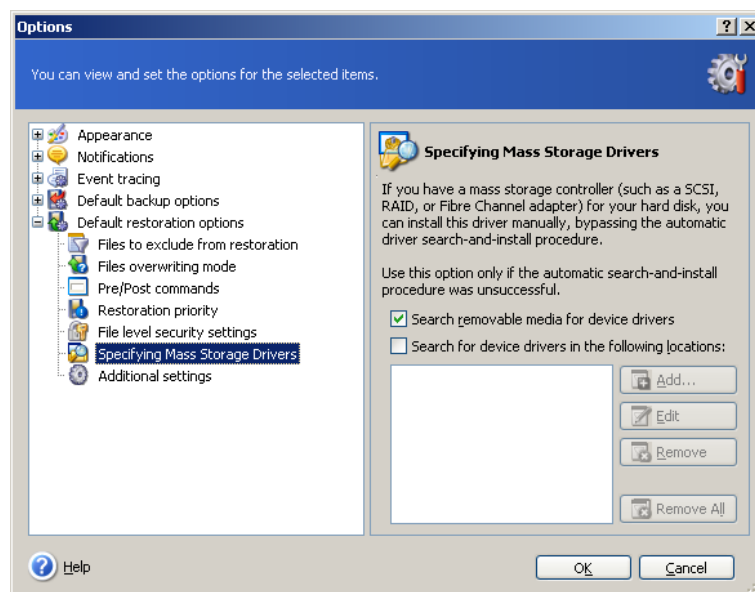 Options
You can view and set the options for the selected items.
Appearance
Notifications
Event tracing
Default backup options
Default restoration options
Files to exclude from restoration
Files overwriting mode
Pre/Post commands
Restoration priority
File level security settings
Specifying Mass Storage Drivers
Additional settings
Specifying Mass Storage Drivers
If you have a mass storage controller (such as a SCSI,
RAID, or Fibre Channel adapter) for your hard disk, you
can install this driver manually, bypassing the automatic
driver search-and-install procedure.
Use this option only if the automatic search-and-install
procedure was unsuccessful.
Search removable media for device drivers
Search for device drivers in the following locations:
Add...
Edit
Remove
Remove All
Help
OK
Cancel